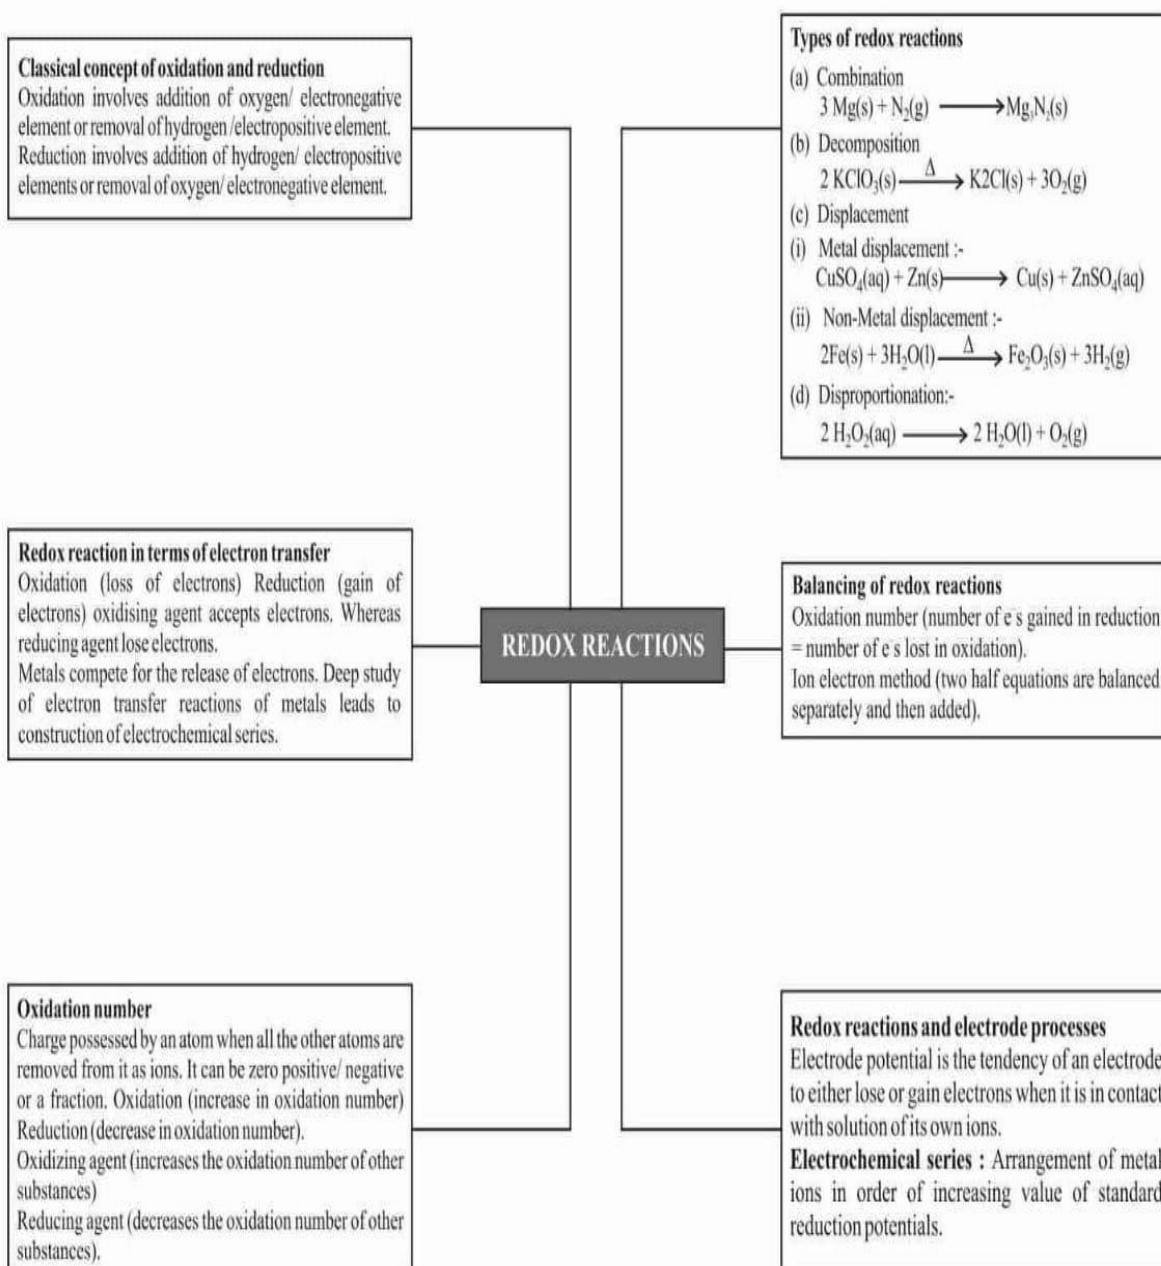 Classical concept of oxidation and reduction
Oxidation involves addition of oxygen/ electronegative
element or removal of hydrogen /electropositive element.
Reduction involves addition of hydrogen/ electropositive
elements or removal of oxygen/ electronegative element.
Redox reaction in terms of electron transfer
Oxidation (loss of electrons) Reduction (gain of
electrons) oxidising agent accepts electrons. Whereas
reducing agent lose electrons.
Metals compete for the release of electrons. Deep study
of electron transfer reactions of metals leads to
construction of electrochemical series.
Oxidation number
Charge possessed by an atom when all the other atoms are
removed from it as ions. It can be zero positive/ negative
or a fraction. Oxidation (increase in oxidation number)
Reduction (decrease in oxidation number).
Oxidizing agent (increases the oxidation number of other
substances)
Reducing agent (decreases the oxidation number of other
substances).
REDOX REACTIONS
Types of redox reactions
(a) Combination
3 Mg(s) + N₂(g) ⟶ Mg₃N₂(s)
(b) Decomposition
2 KClO₃(s) —Δ→ K2Cl(s) + 3O₂(g)
(c) Displacement
(i) Metal displacement :-
CuSO₄(aq) + Zn(s) ⟶ Cu(s) + ZnSO₄(aq)
(ii) Non-Metal displacement :-
2Fe(s) + 3H₂O(l) —Δ→ Fe₂O₃(s) + 3H₂(g)
(d) Disproportionation:-
2 H₂O₂(aq) ⟶ 2 H₂O(l) + O₂(g)
Balancing of redox reactions
Oxidation number (number of e s gained in reduction
= number of e s lost in oxidation).
Ion electron method (two half equations are balanced
separately and then added).
Redox reactions and electrode processes
Electrode potential is the tendency of an electrode
to either lose or gain electrons when it is in contact
with solution of its own ions.
Electrochemical series : Arrangement of metal
ions in order of increasing value of standard
reduction potentials.